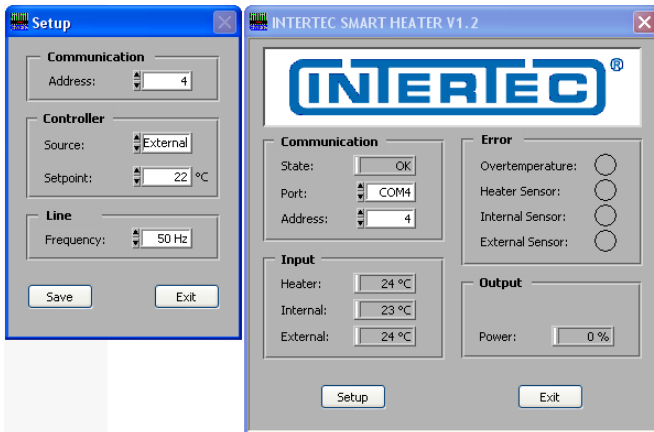 Setup
Communication
Address: 4
Controller
Source: External
Setpoint: 22 °C
Line
Frequency: 50 Hz
Save Exit
INTERTEC SMART HEATER V1.2
INTERTEC®
Communication
State: OK
Port: COM4
Address: 4
Input
Heater: 24 °C
Internal: 23 °C
External: 24 °C
Error
Overtemperature:
Heater Sensor:
Internal Sensor:
External Sensor:
Output
Power: 0 %
Setup Exit